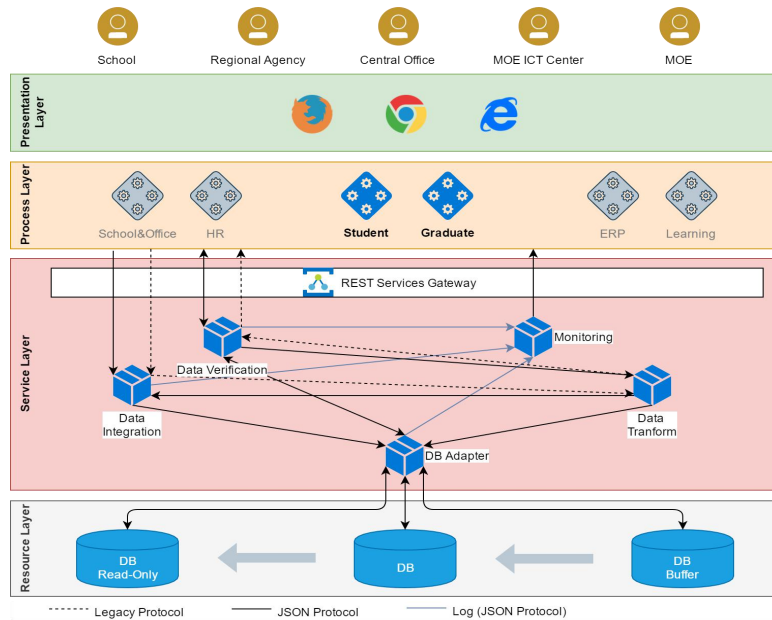 School
Regional Agency
Central Office
MOE ICT Center
MOE
Presentation
Layer
Process Layer
School&Office
HR
Student
Graduate
ERP
Learning
Service Layer
REST Services Gateway
Monitoring
Data Verification
Data
Integration
Data
Tranform
DB Adapter
Resource Layer
DB
Read-Only
DB
DB
Buffer
Legacy Protocol
JSON Protocol
Log (JSON Protocol)